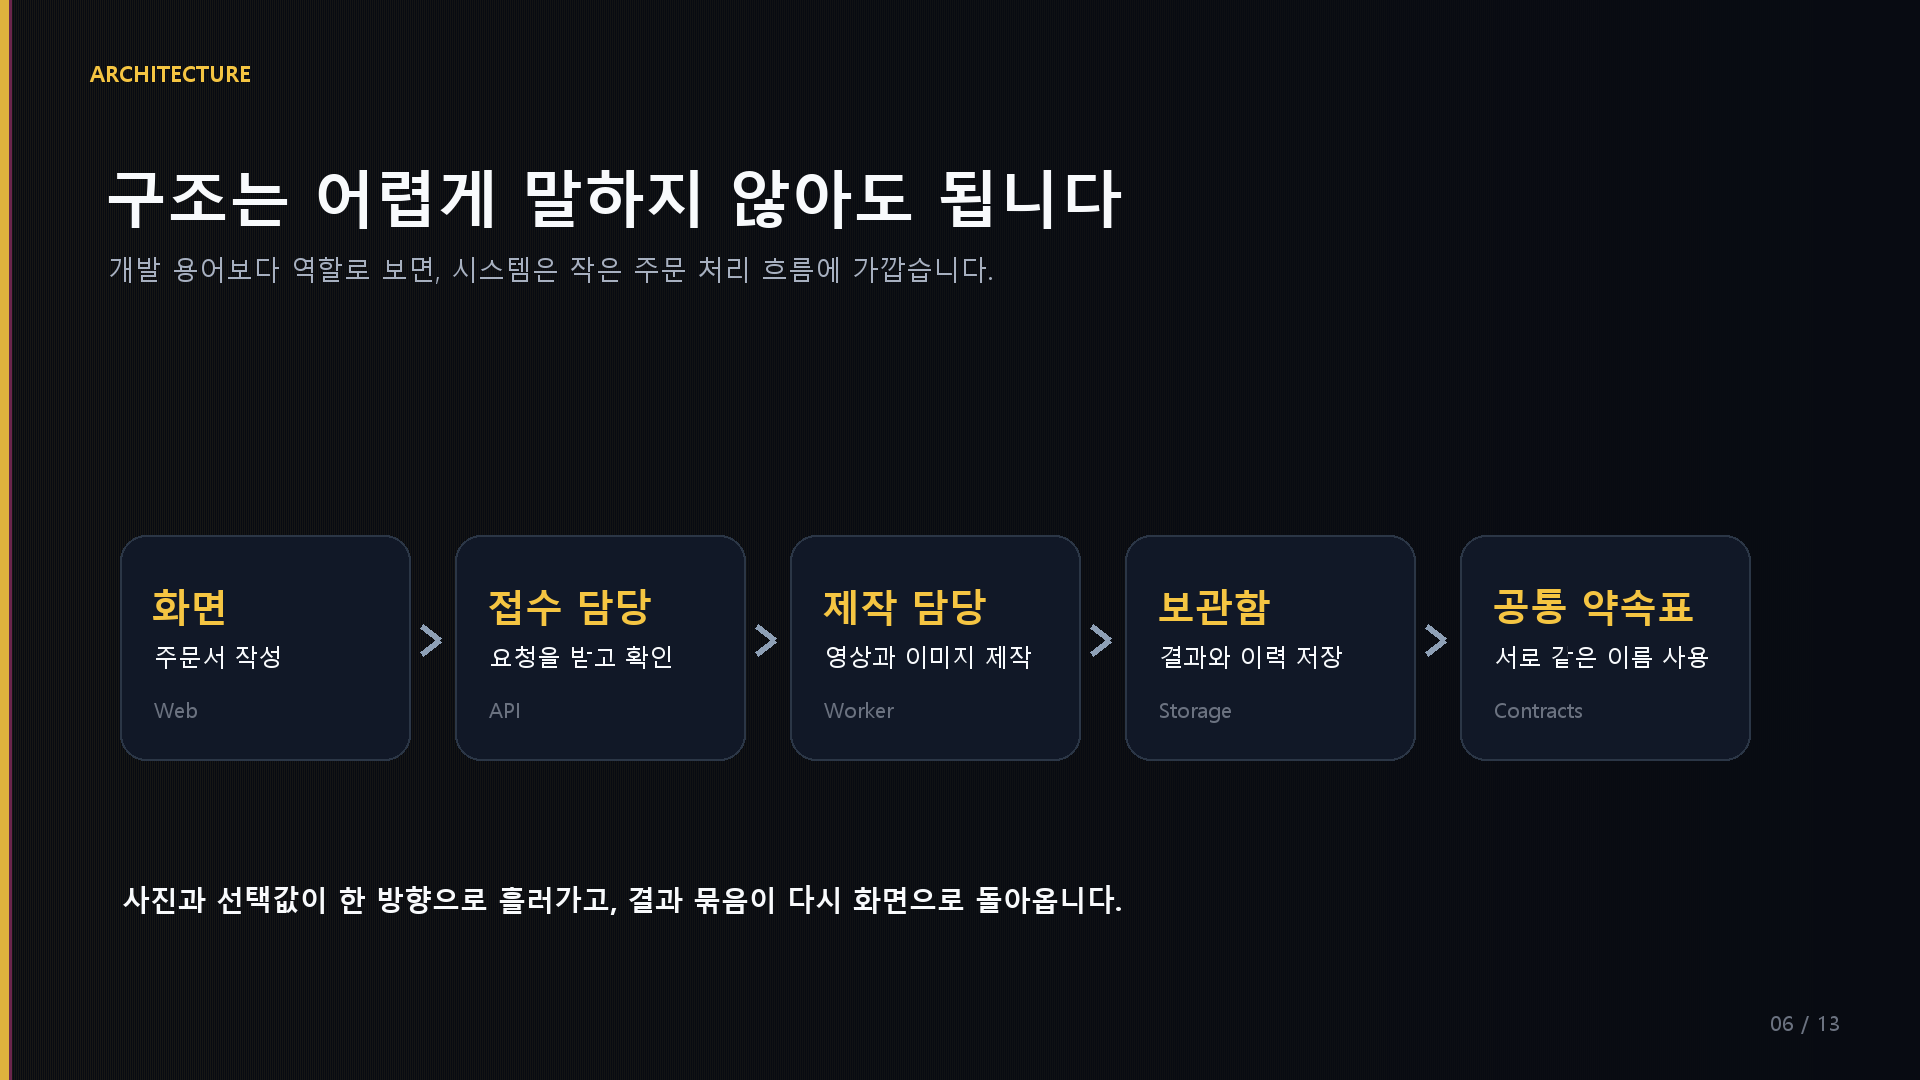 ARCHITECTURE
구조는 어렵게 말하지 않아도 됩니다
개발 용어보다 역할로 보면, 시스템은 작은 주문 처리 흐름에 가깝습니다.
화면
주문서 작성
Web
접수 담당
요청을 받고 확인
API
제작 담당
영상과 이미지 제작
Worker
보관함
결과와 이력 저장
Storage
공통 약속표
서로 같은 이름 사용
Contracts
사진과 선택값이 한 방향으로 흘러가고, 결과 묶음이 다시 화면으로 돌아옵니다.
06 / 13